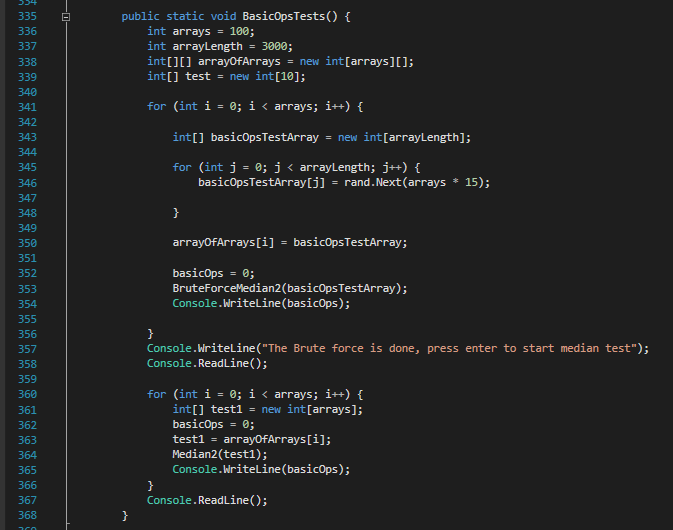 334
335 public static void BasicOpsTests() {
336 int arrays = 100;
337 int arrayLength = 3000;
338 int[][] arrayOfArrays = new int[arrays][];
339 int[] test = new int[10];
340
341 for (int i = 0; i < arrays; i++) {
342
343 int[] basicOpsTestArray = new int[arrayLength];
344
345 for (int j = 0; j < arrayLength; j++) {
346 basicOpsTestArray[j] = rand.Next(arrays * 15);
347
348 }
349
350 arrayOfArrays[i] = basicOpsTestArray;
351
352 basicOps = 0;
353 BruteForceMedian2(basicOpsTestArray);
354 Console.WriteLine(basicOps);
355
356 }
357 Console.WriteLine("The Brute force is done, press enter to start median test");
358 Console.ReadLine();
359
360 for (int i = 0; i < arrays; i++) {
361 int[] test1 = new int[arrays];
362 basicOps = 0;
363 test1 = arrayOfArrays[i];
364 Median2(test1);
365 Console.WriteLine(basicOps);
366 }
367 Console.ReadLine();
368 }
369